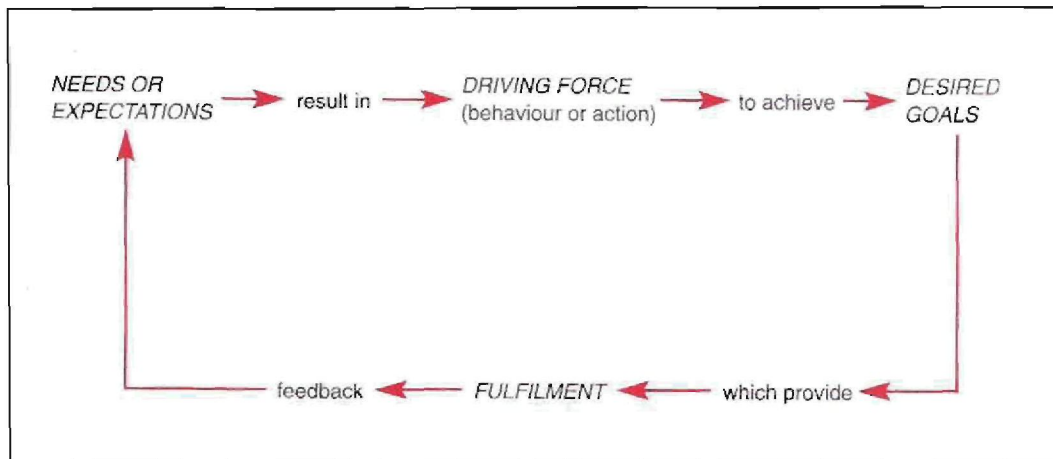 NEEDS OR
EXPECTATIONS
result in
DRIVING FORCE
(behaviour or action)
to achieve
DESIRED
GOALS
which provide
FULFILMENT
feedback